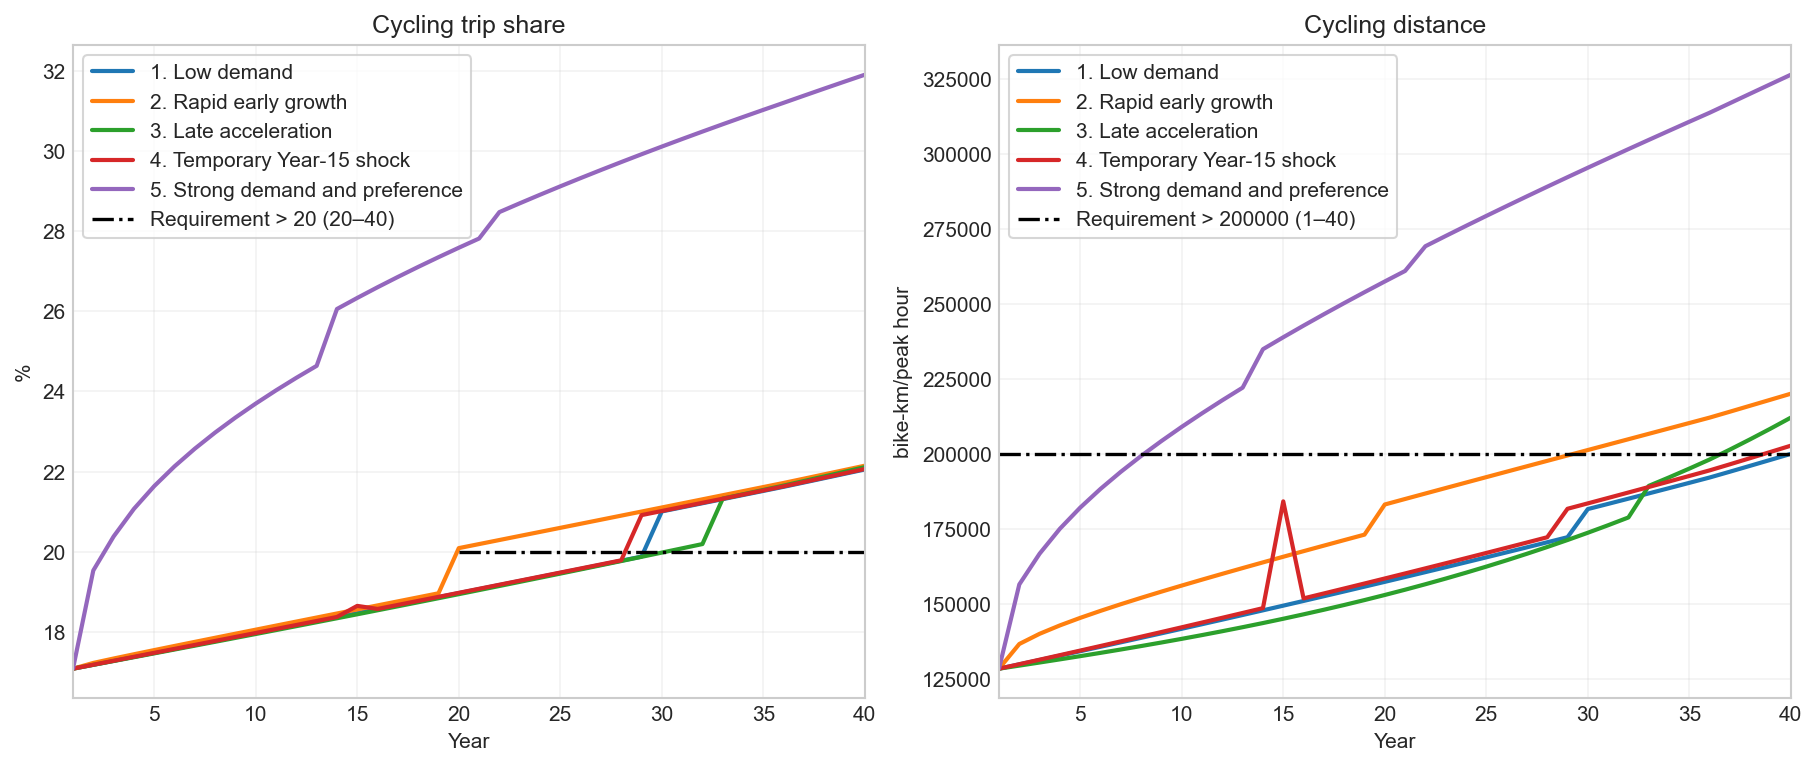 Cycling trip share
32
30
28
26
24
22
20
18
%
1. Low demand
2. Rapid early growth
3. Late acceleration
4. Temporary Year-15 shock
5. Strong demand and preference
Requirement > 20 (20–40)
5 10 15 20 25 30 35 40
Year
Cycling distance
325000
300000
275000
250000
225000
200000
175000
150000
125000
bike-km/peak hour
1. Low demand
2. Rapid early growth
3. Late acceleration
4. Temporary Year-15 shock
5. Strong demand and preference
Requirement > 200000 (1–40)
5 10 15 20 25 30 35 40
Year